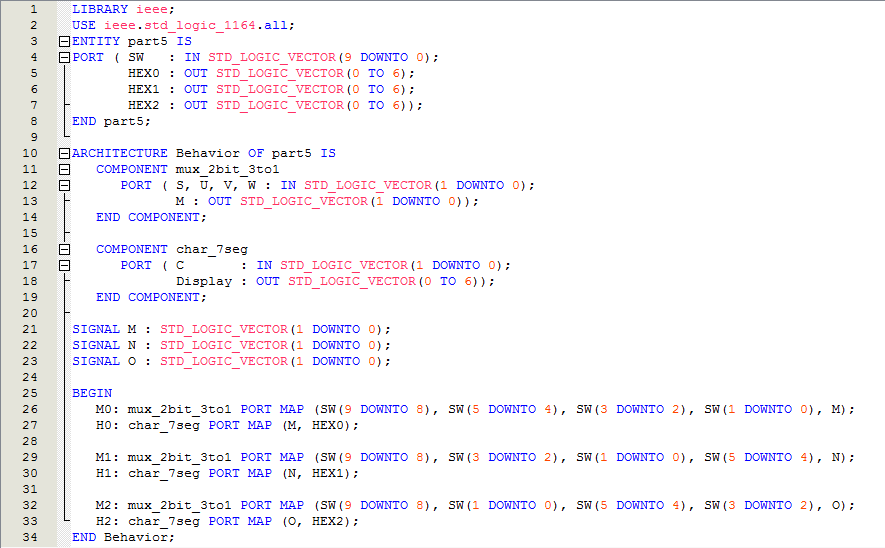 1 LIBRARY ieee;
2 USE ieee.std_logic_1164.all;
3 ENTITY part5 IS
4 PORT ( SW : IN STD_LOGIC_VECTOR(9 DOWNTO 0);
5 HEX0 : OUT STD_LOGIC_VECTOR(0 TO 6);
6 HEX1 : OUT STD_LOGIC_VECTOR(0 TO 6);
7 HEX2 : OUT STD_LOGIC_VECTOR(0 TO 6));
8 END part5;
9
10 ARCHITECTURE Behavior OF part5 IS
11 COMPONENT mux_2bit_3to1
12 PORT ( S, U, V, W : IN STD_LOGIC_VECTOR(1 DOWNTO 0);
13 M : OUT STD_LOGIC_VECTOR(1 DOWNTO 0));
14 END COMPONENT;
15
16 COMPONENT char_7seg
17 PORT ( C : IN STD_LOGIC_VECTOR(1 DOWNTO 0);
18 Display : OUT STD_LOGIC_VECTOR(0 TO 6));
19 END COMPONENT;
20
21 SIGNAL M : STD_LOGIC_VECTOR(1 DOWNTO 0);
22 SIGNAL N : STD_LOGIC_VECTOR(1 DOWNTO 0);
23 SIGNAL O : STD_LOGIC_VECTOR(1 DOWNTO 0);
24
25 BEGIN
26 M0: mux_2bit_3to1 PORT MAP (SW(9 DOWNTO 8), SW(5 DOWNTO 4), SW(3 DOWNTO 2), SW(1 DOWNTO 0), M);
27 H0: char_7seg PORT MAP (M, HEX0);
28
29 M1: mux_2bit_3to1 PORT MAP (SW(9 DOWNTO 8), SW(3 DOWNTO 2), SW(1 DOWNTO 0), SW(5 DOWNTO 4), N);
30 H1: char_7seg PORT MAP (N, HEX1);
31
32 M2: mux_2bit_3to1 PORT MAP (SW(9 DOWNTO 8), SW(1 DOWNTO 0), SW(5 DOWNTO 4), SW(3 DOWNTO 2), O);
33 H2: char_7seg PORT MAP (O, HEX2);
34 END Behavior;